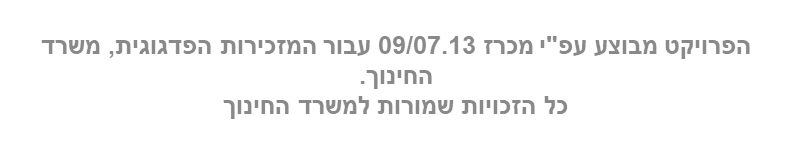 הפרויקט מבוצע עפ"י מכרז 09/07.13 עבור המזכירות הפדגוגית, משרד
החינוך.
כל הזכויות שמורות למשרד החינוך